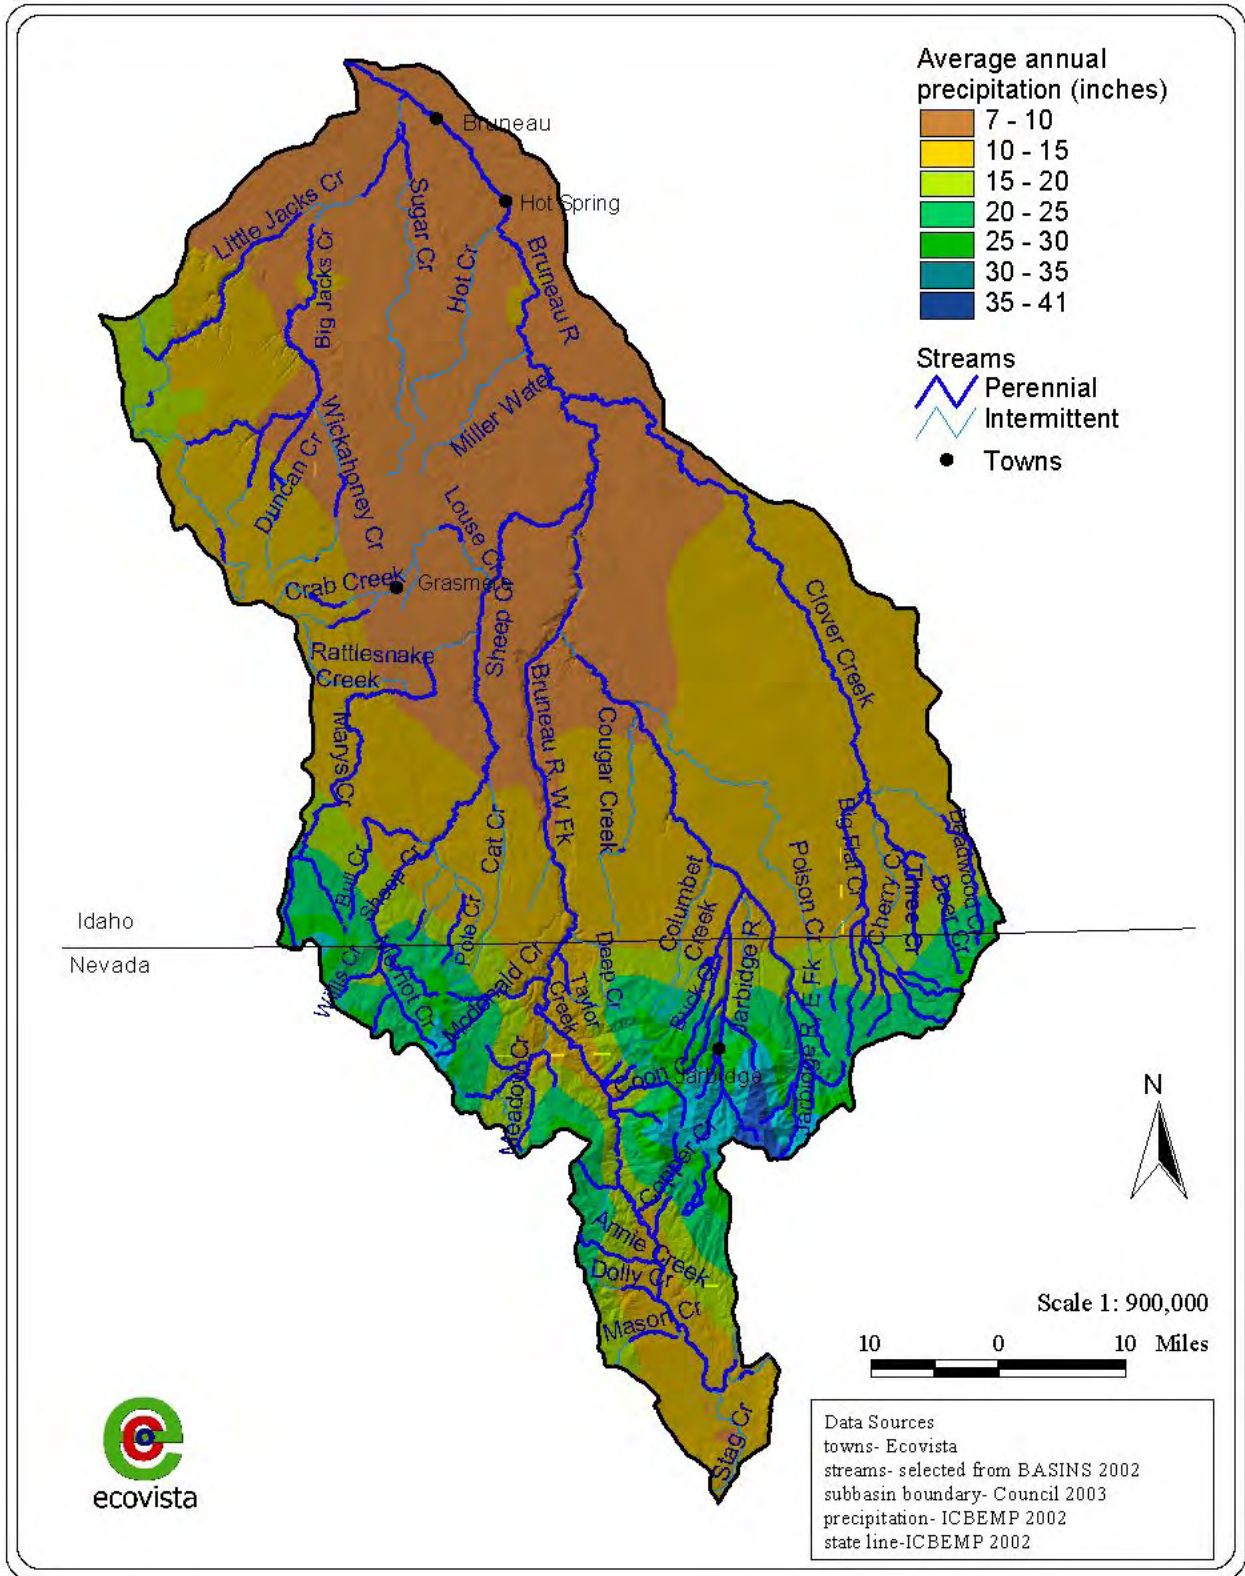 Average annual
precipitation (inches)
7 - 10
10 - 15
15 - 20
20 - 25
25 - 30
30 - 35
35 - 41
Streams
Perennial
Intermittent
Towns
Bruneau
Hot Spring
Little Jacks Cr
Sugar Cr
Big Jacks Cr
Hot Cr
Bruneau R
Miller Water
Wickahoney Cr
Duncan Cr
Louse Cr
Crab Creek
Grasmere
Sheep Cr
Clover Creek
Rattlesnake
Creek
Marys Cr
Bruneau R, W Fk
Cougar Creek
Cat Cr
Bull Cr
Sheep Cr
Pole Cr
Columbet
Creek
Poison Cr
Big Flat Cr
Cherry Cr
Three Cr
Deer Cr
Deadwood Cr
Idaho
Nevada
Willis Cr
Merriot Cr
Mcdonald Cr
Taylor
Creek
Deep Cr
Buck Cr
Jarbidge R
Jarbidge R, E Fk
Meadow Cr
Coon Cr
Jarbidge
Copper Cr
Annie Creek
Dolly Cr
Mason Cr
Stag Cr
N
Scale 1: 900,000
10 0 10 Miles
Data Sources
towns- Ecovista
streams- selected from BASINS 2002
subbasin boundary- Council 2003
precipitation- ICBEMP 2002
state line-ICBEMP 2002
ecovista